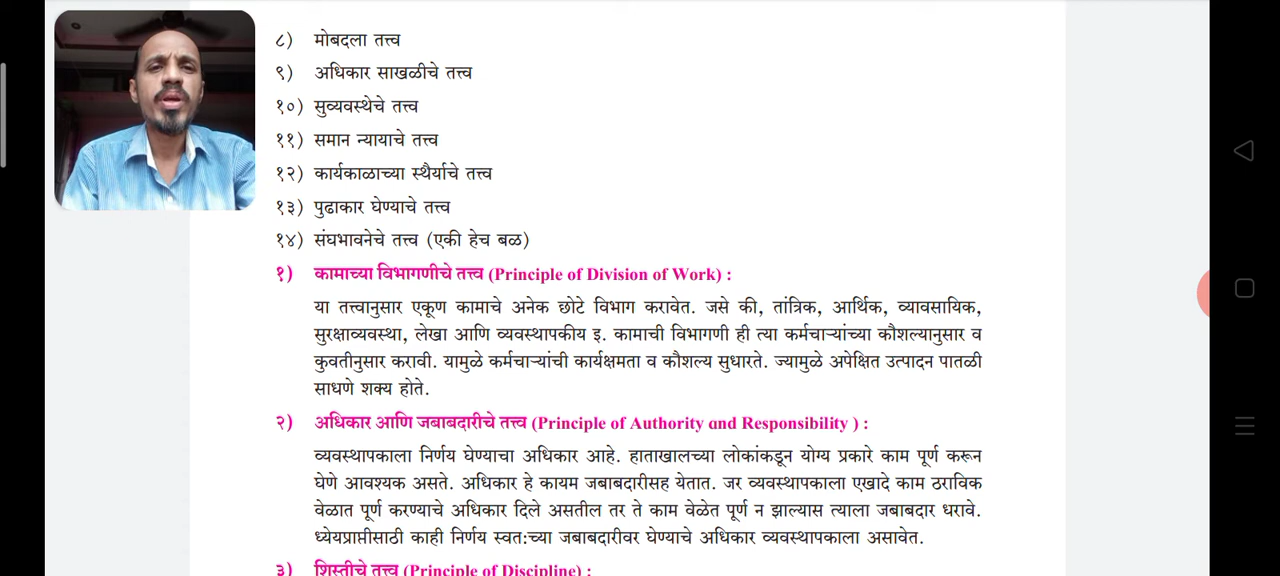 ८) मोबदला तत्त्व
९) अधिकार साखळीचे तत्त्व
१०) सुव्यवस्थेचे तत्त्व
११) समान न्यायाचे तत्त्व
१२) कार्यकाळाच्या स्थैर्याचे तत्त्व
१३) पुढाकार घेण्याचे तत्त्व
१४) संघभावनेचे तत्त्व (एकी हेच बळ)
१) कामाच्या विभागणीचे तत्त्व (Principle of Division of Work) :
या तत्त्वानुसार एकूण कामाचे अनेक छोटे विभाग करावेत. जसे की, तांत्रिक, आर्थिक, व्यावसायिक,
सुरक्षाव्यवस्था, लेखा आणि व्यवस्थापकीय इ. कामाची विभागणी ही त्या कर्मचाऱ्यांच्या कौशल्यानुसार व
कुवतीनुसार करावी. यामुळे कर्मचाऱ्यांची कार्यक्षमता व कौशल्य सुधारते. ज्यामुळे अपेक्षित उत्पादन पातळी
साधणे शक्य होते.
२) अधिकार आणि जबाबदारीचे तत्त्व (Principle of Authority and Responsibility ) :
व्यवस्थापकाला निर्णय घेण्याचा अधिकार आहे. हाताखालच्या लोकांकडून योग्य प्रकारे काम पूर्ण करून
घेणे आवश्यक असते. अधिकार हे कायम जबाबदारीसह येतात. जर व्यवस्थापकाला एखादे काम ठराविक
वेळात पूर्ण करण्याचे अधिकार दिले असतील तर ते काम वेळेत पूर्ण न झाल्यास त्याला जबाबदार धरावे.
ध्येयप्राप्तीसाठी काही निर्णय स्वत:च्या जबाबदारीवर घेण्याचे अधिकार व्यवस्थापकाला असावेत.
३) शिस्तीचे तत्त्व (Principle of Discipline) :